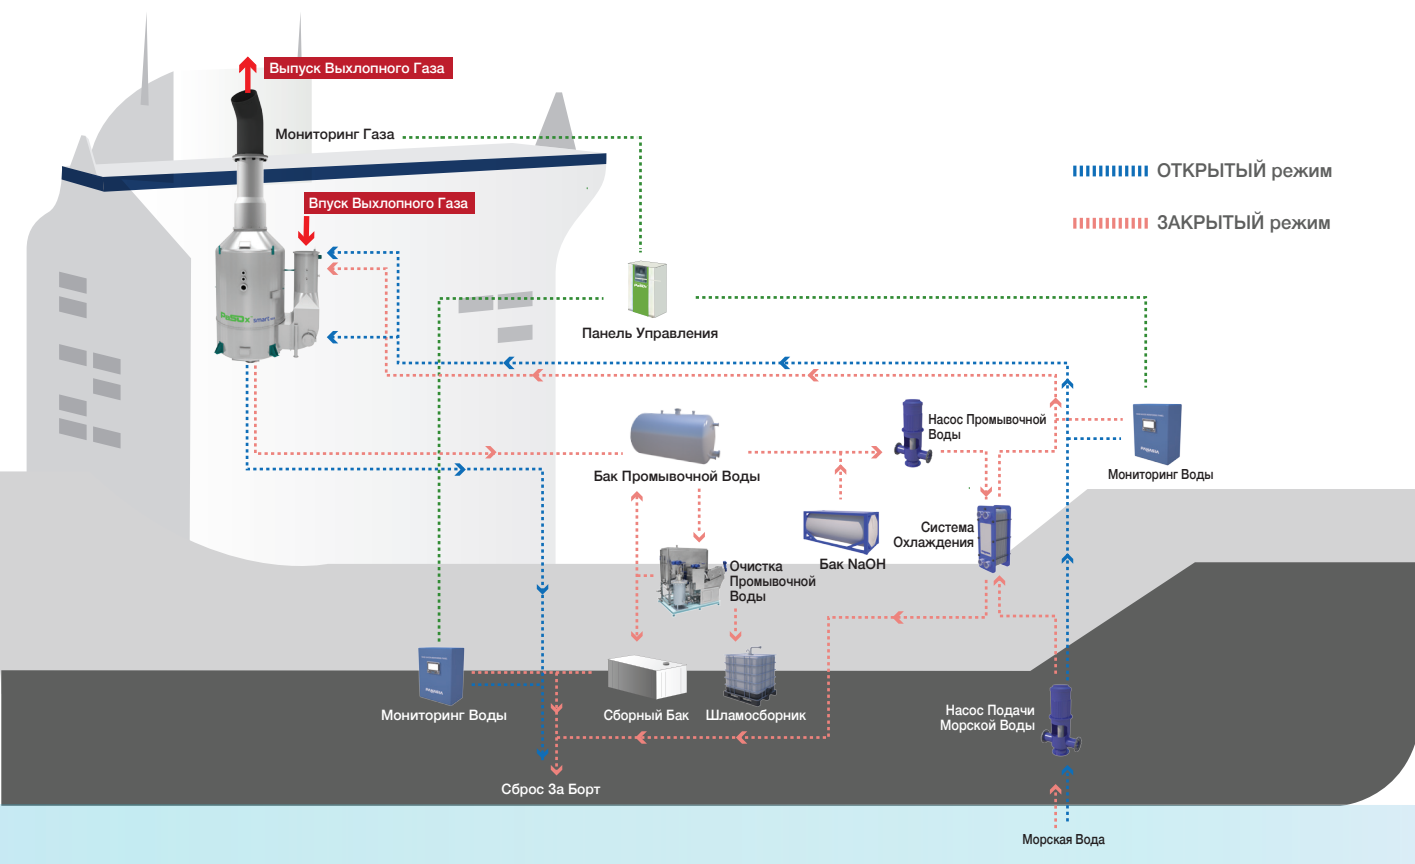 Выпуск Выхлопного Газа
Мониторинг Газа
ОТКРЫТЫЙ режим
Впуск Выхлопного Газа
ЗАКРЫТЫЙ режим
PaSOx smart
Панель Управления
Насос Промывочной
Воды
Бак Промывочной Воды
Мониторинг Воды
Система
Охлаждения
Бак NaOH
Очистка
Промывочной
Воды
Мониторинг Воды
Сборный Бак
Шламосборник
Насос Подачи
Морской Воды
Сброс За Борт
Морская Вода